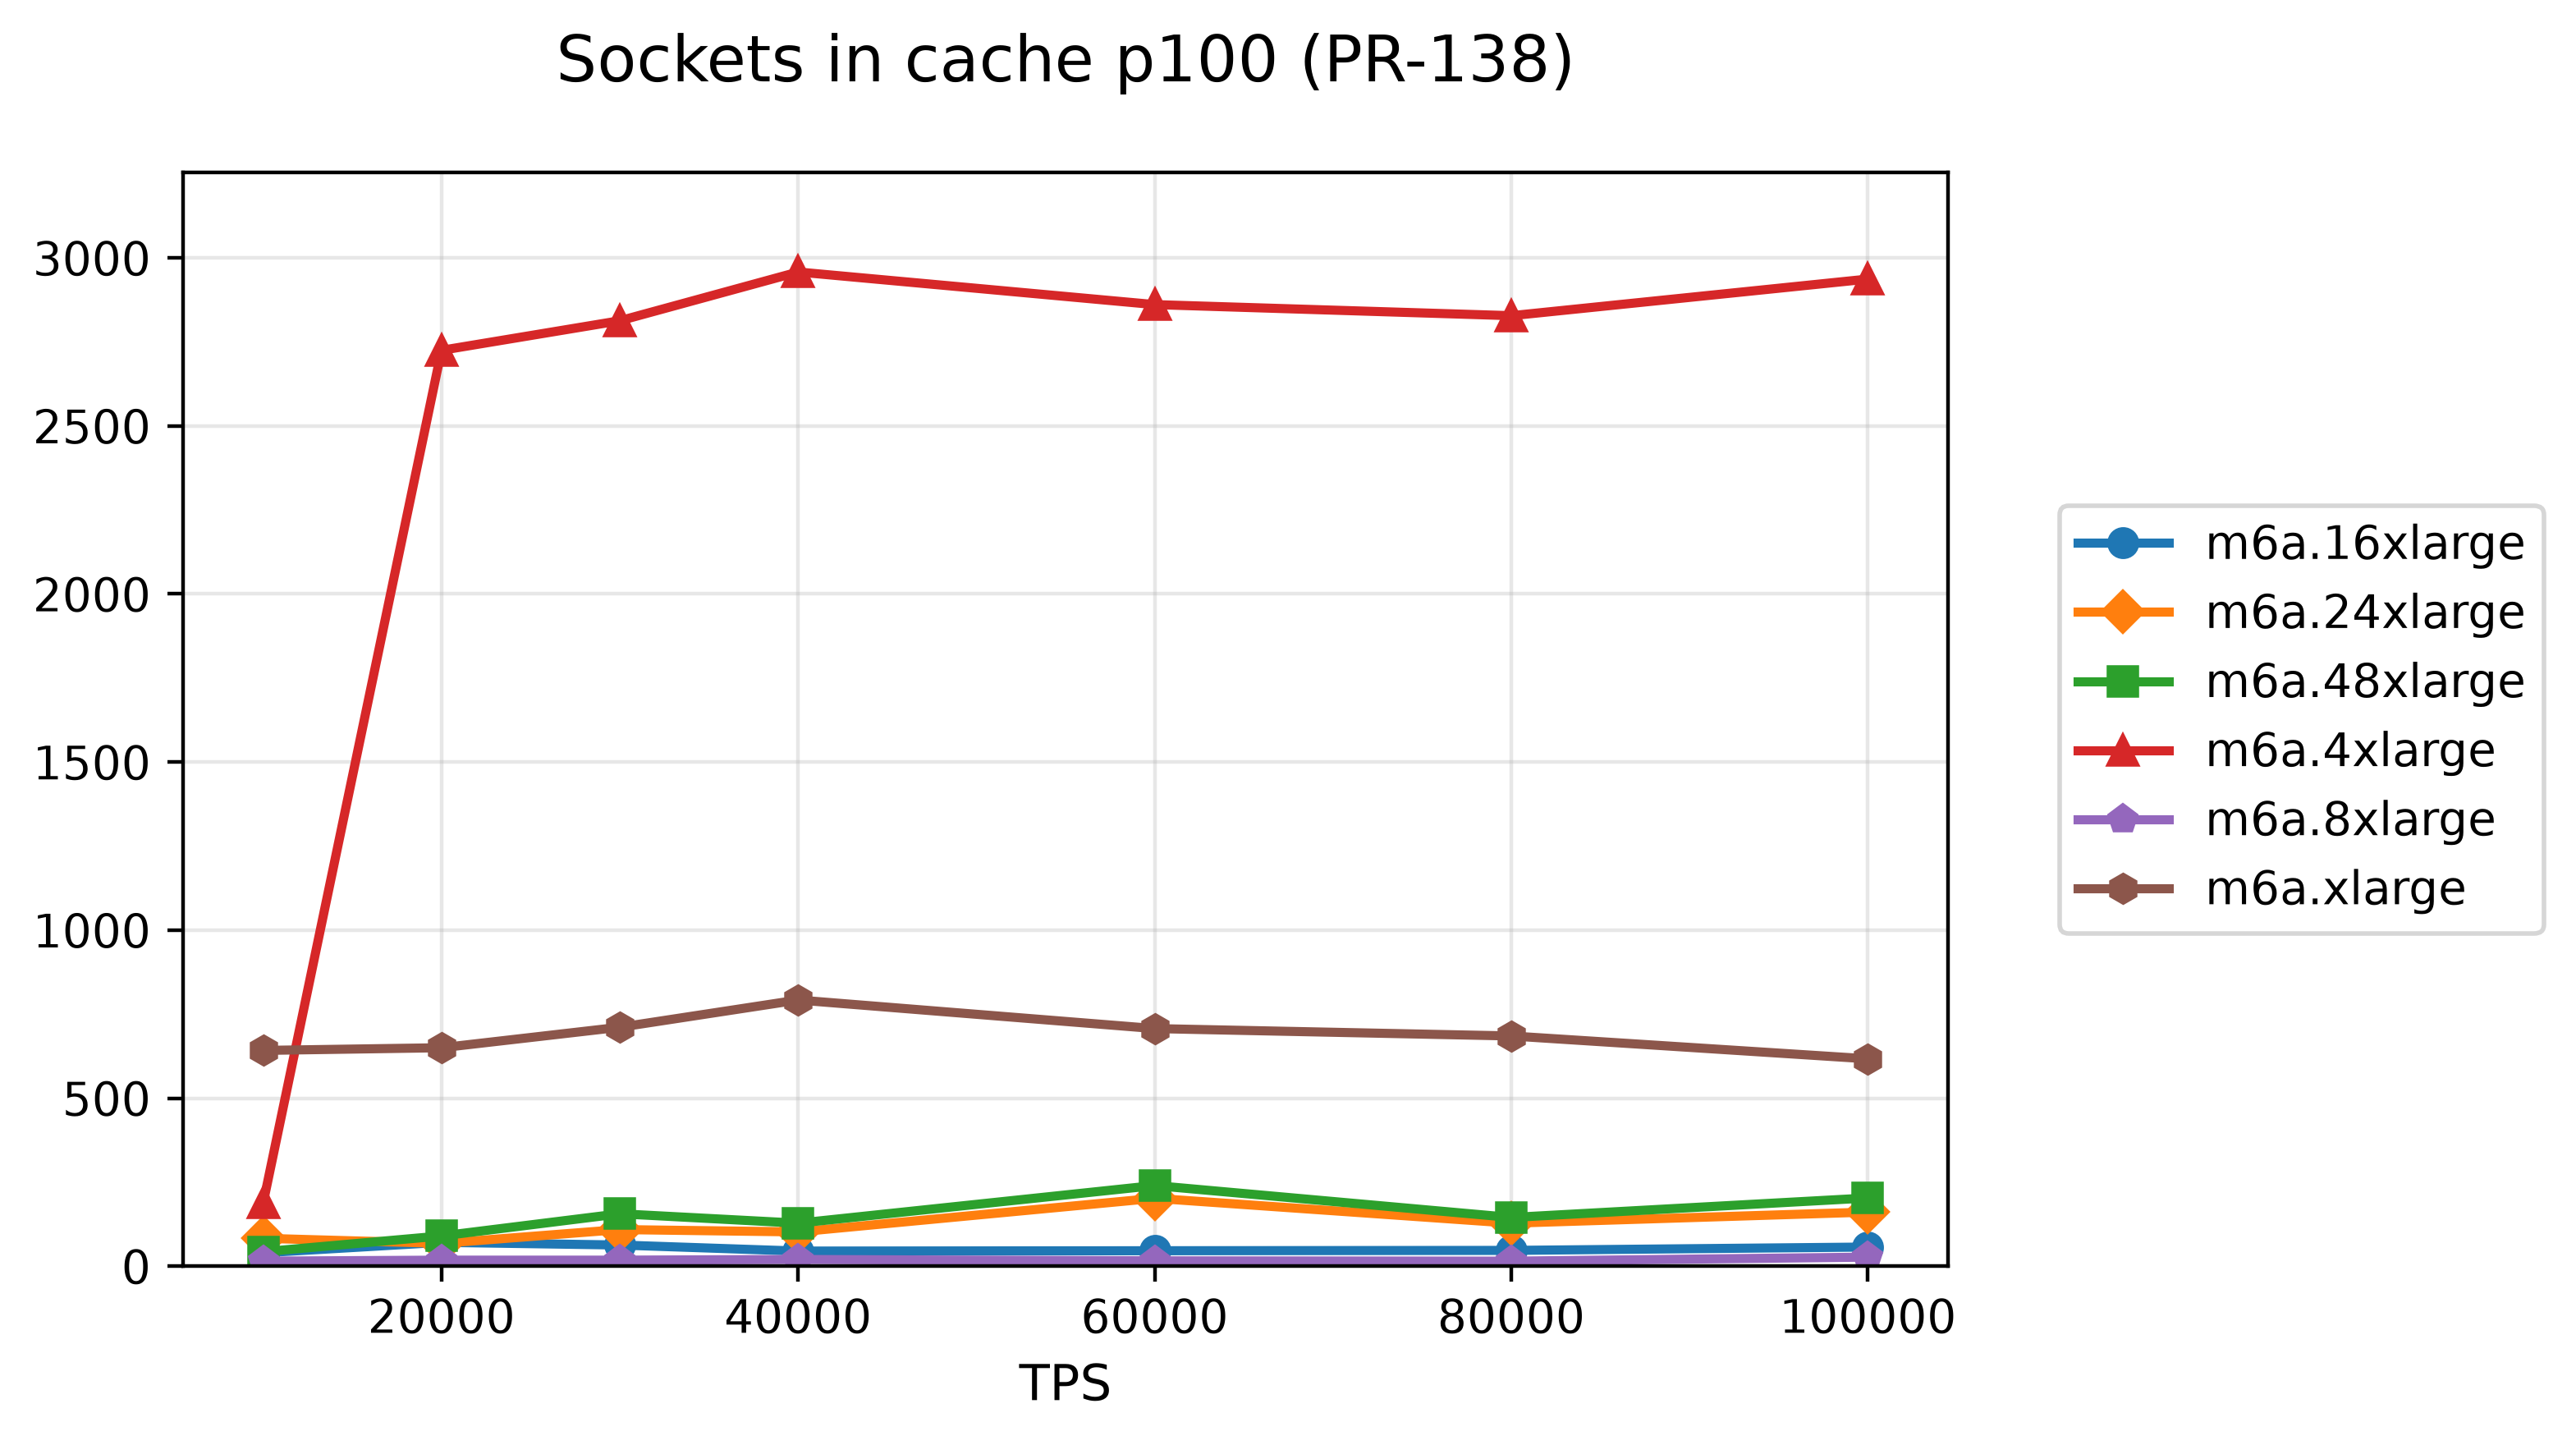 Sockets in cache p100 (PR-138)
3000
2500
2000
1500
1000
500
0
20000 40000 60000 80000 100000
TPS
m6a.16xlarge
m6a.24xlarge
m6a.48xlarge
m6a.4xlarge
m6a.8xlarge
m6a.xlarge